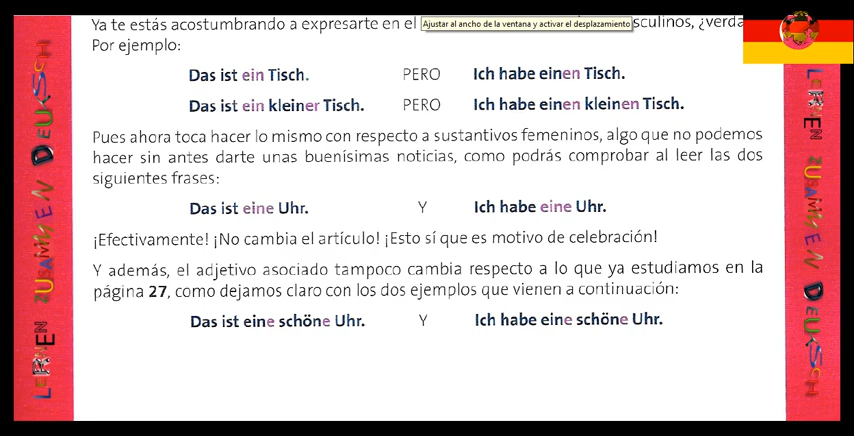 Ya te estás acostumbrando a expresarte en el sculinos, ¿verda
Ajustar al ancho de la ventana y activar el desplazamiento
Por ejemplo:
Das ist ein Tisch. PERO Ich habe einen Tisch.
Das ist ein kleiner Tisch. PERO Ich habe einen kleinen Tisch.
Pues ahora toca hacer lo mismo con respecto a sustantivos femeninos, algo que no podemos
hacer sin antes darte unas buenísimas noticias, como podrás comprobar al leer las dos
siguientes frases:
Das ist eine Uhr. Y Ich habe eine Uhr.
¡Efectivamente! ¡No cambia el artículo! ¡Esto sí que es motivo de celebración!
Y además, el adjetivo asociado tampoco cambia respecto a lo que ya estudiamos en la
página 27, como dejamos claro con los dos ejemplos que vienen a continuación:
Das ist eine schöne Uhr. Y Ich habe eine schöne Uhr.
LERNEN ZUSAMMEN DEUTSCH
LERNEN ZUSAMMEN DEUTSCH